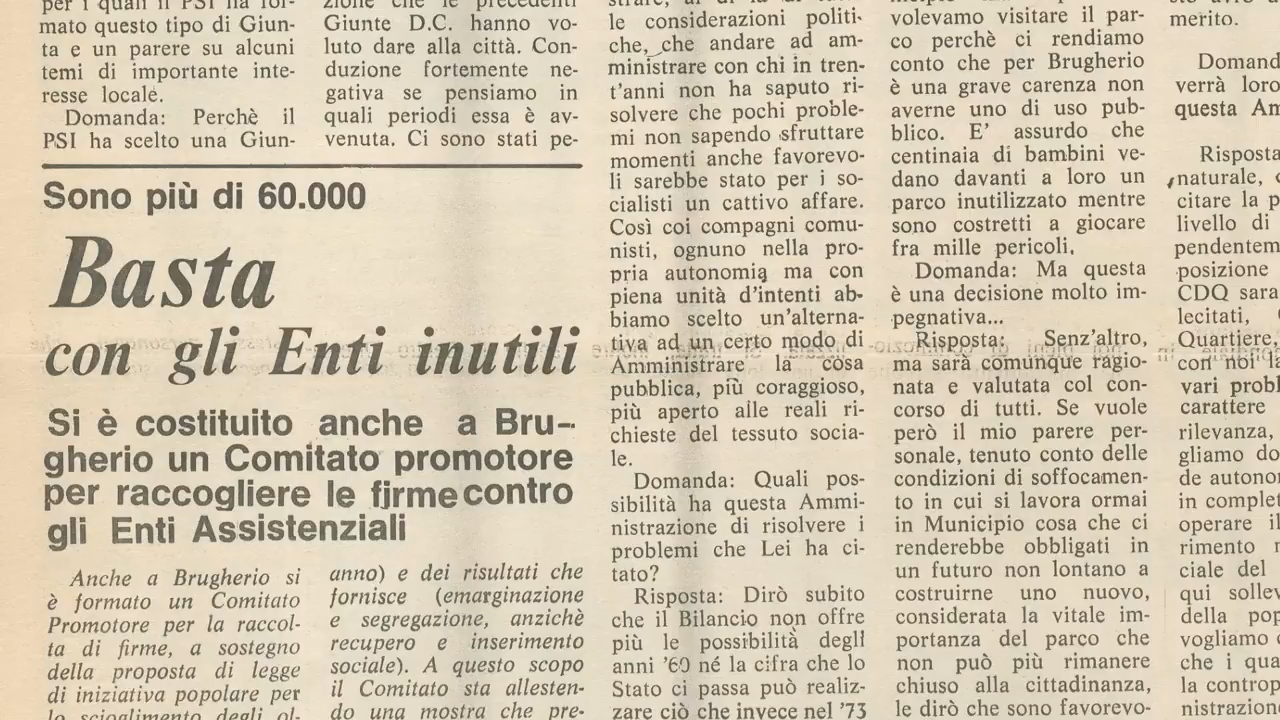 per i quali il PSI ha for-
mato questo tipo di Giun-
ta e un parere su alcuni
temi di importante inte-
resse locale.
Domanda: Perchè il
PSI ha scelto una Giun-
zione che le precedenti
Giunte D.C. hanno vo-
luto dare alla città. Con-
duzione fortemente ne-
gativa se pensiamo in
quali periodi essa è av-
venuta. Ci sono stati pe-
Sono più di 60.000
Basta
con gli Enti inutili
Si è costituito anche a Bru-
gherio un Comitato promotore
per raccogliere le firme contro
gli Enti Assistenziali
Anche a Brugherio si
è formato un Comitato
Promotore per la raccol-
ta di firme, a sostegno
della proposta di legge
di iniziativa popolare per
lo scioglimento degli ol-
anno) e dei risultati che
fornisce (emarginazione
e segregazione, anzichè
recupero e inserimento
sociale). A questo scopo
il Comitato sta allesten-
do una mostra che pre-
le considerazioni politi-
che, che andare ad am-
ministrare con chi in tren-
t'anni non ha saputo ri-
solvere che pochi proble-
mi non sapendo sfruttare
momenti anche favorevo-
li sarebbe stato per i so-
cialisti un cattivo affare.
Così coi compagni comu-
nisti, ognuno nella pro-
pria autonomia ma con
piena unità d'intenti ab-
biamo scelto un'alterna-
tiva ad un certo modo di
Amministrare la cosa
pubblica, più coraggioso,
più aperto alle reali ri-
chieste del tessuto socia-
le.
Domanda: Quali pos-
sibilità ha questa Ammi-
nistrazione di risolvere i
problemi che Lei ha ci-
tato?
Risposta: Dirò subito
che il Bilancio non offre
più le possibilità degli
anni '60 né la cifra che lo
Stato ci passa può realiz-
zare ciò che invece nel '73
volevamo visitare il par-
co perchè ci rendiamo
conto che per Brugherio
è una grave carenza non
averne uno di uso pub-
blico. E' assurdo che
centinaia di bambini ve-
dano davanti a loro un
parco inutilizzato mentre
sono costretti a giocare
fra mille pericoli.
Domanda: Ma questa
è una decisione molto im-
pegnativa...
Risposta: Senz'altro,
ma sarà comunque ragio-
nata e valutata col con-
corso di tutti. Se vuole
però il mio parere per-
sonale, tenuto conto delle
condizioni di soffocamen-
to in cui si lavora ormai
in Municipio cosa che ci
renderebbe obbligati in
un futuro non lontano a
costruirne uno nuovo,
considerata la vitale im-
portanza del parco che
non può più rimanere
chiuso alla cittadinanza,
le dirò che sono favorevo-
merito.
Domand
verrà loro
questa Am
Risposta
naturale,
citare la p
livello di
pendentem
posizione
CDQ sara
lecitati,
Quartiere,
con noi la
vari probl
carattere
rilevanza,
gliamo do
de autonom
in complet
operare il
rimento
ciale del
qui sollev
della pop
vogliamo
che i qua
la controp
nistrazion